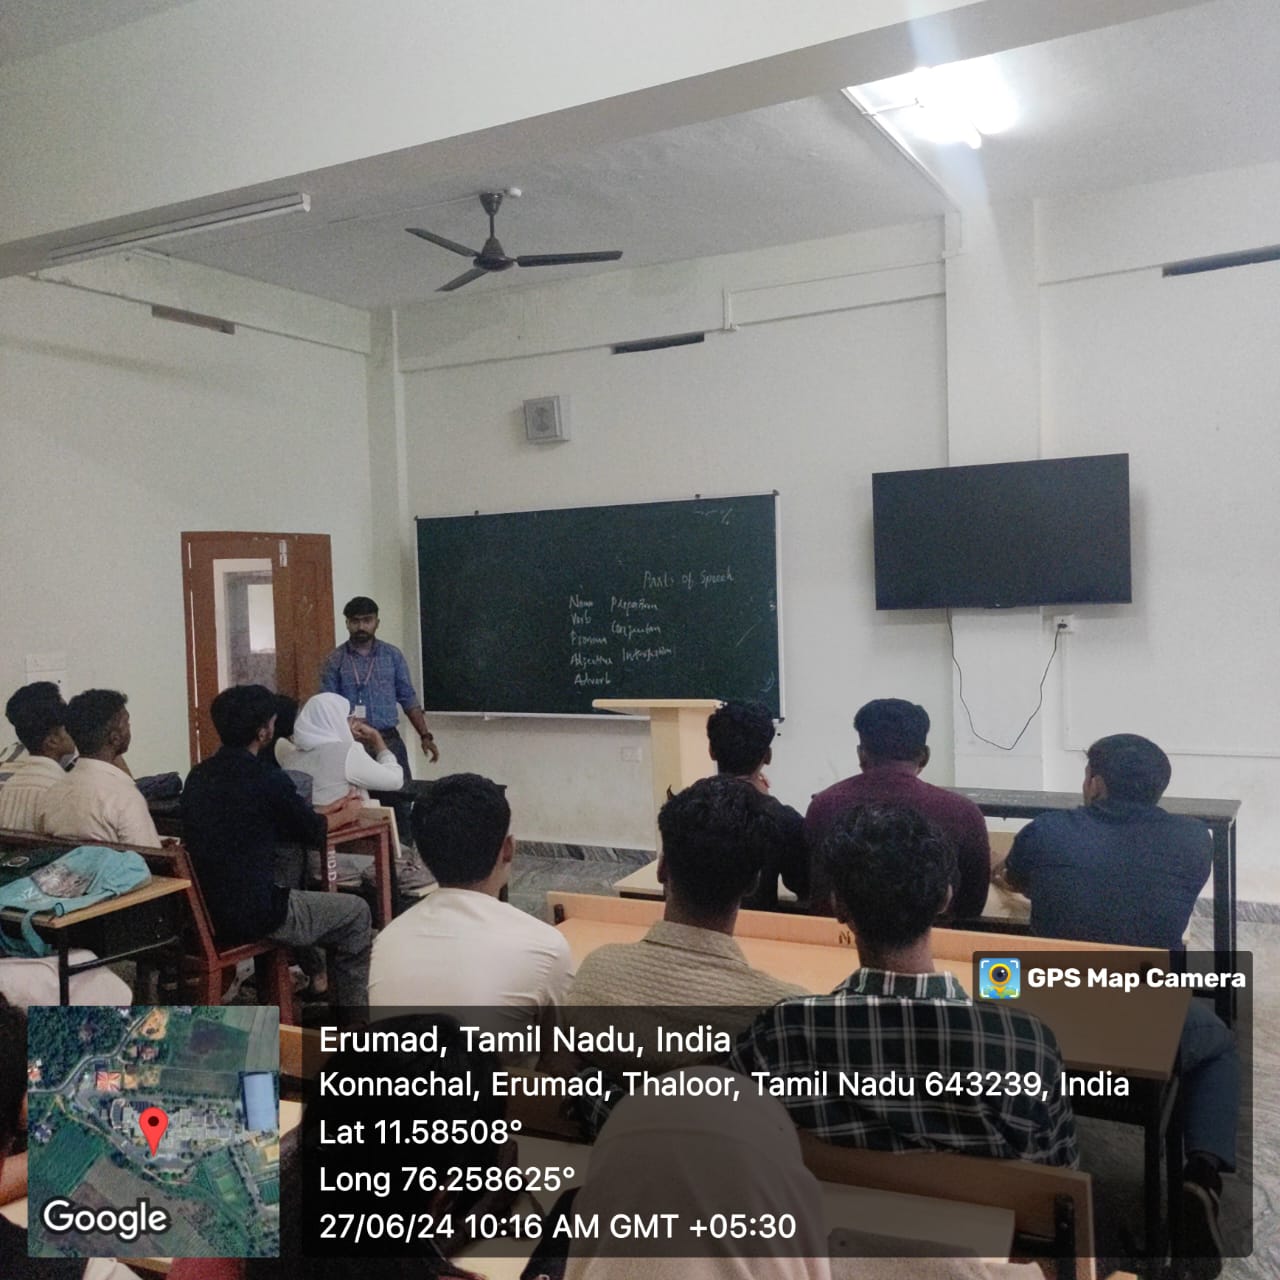 Parts of Speech
Noun Preposition
Verb
Pronoun Conjunction
Adjective Interjection
Adverb
GPS Map Camera
Erumad, Tamil Nadu, India
Konnachal, Erumad, Thaloor, Tamil Nadu 643239, India
Lat 11.58508°
Long 76.258625°
27/06/24 10:16 AM GMT +05:30
Google